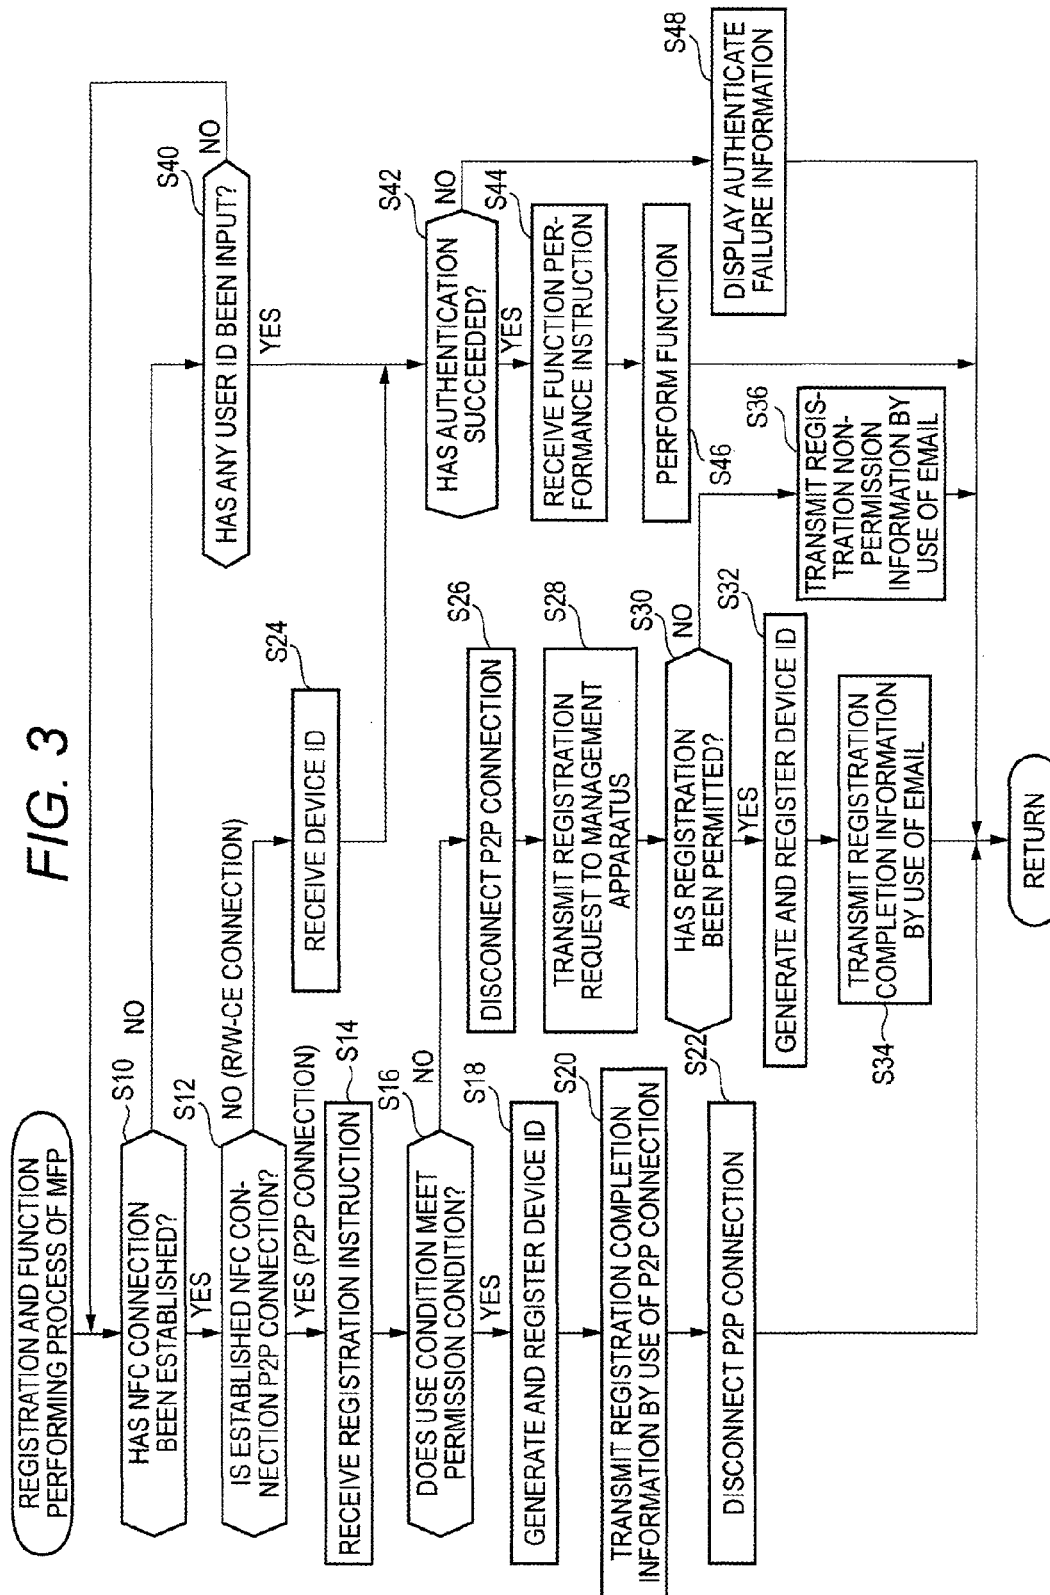 FIG. 3
REGISTRATION AND FUNCTION
PERFORMING PROCESS OF MFP
S10
HAS NFC CONNECTION
BEEN ESTABLISHED?
NO
YES
S12
IS ESTABLISHED NFC CON-
NECTION P2P CONNECTION?
NO (R/W-CE CONNECTION)
YES (P2P CONNECTION)
S14
RECEIVE REGISTRATION INSTRUCTION
S16
DOES USE CONDITION MEET
PERMISSION CONDITION?
NO
YES
S18
GENERATE AND REGISTER DEVICE ID
S20
TRANSMIT REGISTRATION COMPLETION
INFORMATION BY USE OF P2P CONNECTION
S22
DISCONNECT P2P CONNECTION
S24
RECEIVE DEVICE ID
S26
DISCONNECT P2P CONNECTION
S28
TRANSMIT REGISTRATION
REQUEST TO MANAGEMENT
APPARATUS
S30
HAS REGISTRATION
BEEN PERMITTED?
NO
YES
S32
GENERATE AND REGISTER DEVICE ID
S34
TRANSMIT REGISTRATION
COMPLETION INFORMATION
BY USE OF EMAIL
S36
TRANSMIT REGIS-
TRATION NON-
PERMISSION
INFORMATION BY
USE OF EMAIL
S40
HAS ANY USER ID BEEN INPUT?
NO
YES
S42
HAS AUTHENTICATION
SUCCEEDED?
NO
YES
S44
RECEIVE FUNCTION PER-
FORMANCE INSTRUCTION
PERFORM FUNCTION
S46
S48
DISPLAY AUTHENTICATE
FAILURE INFORMATION
RETURN